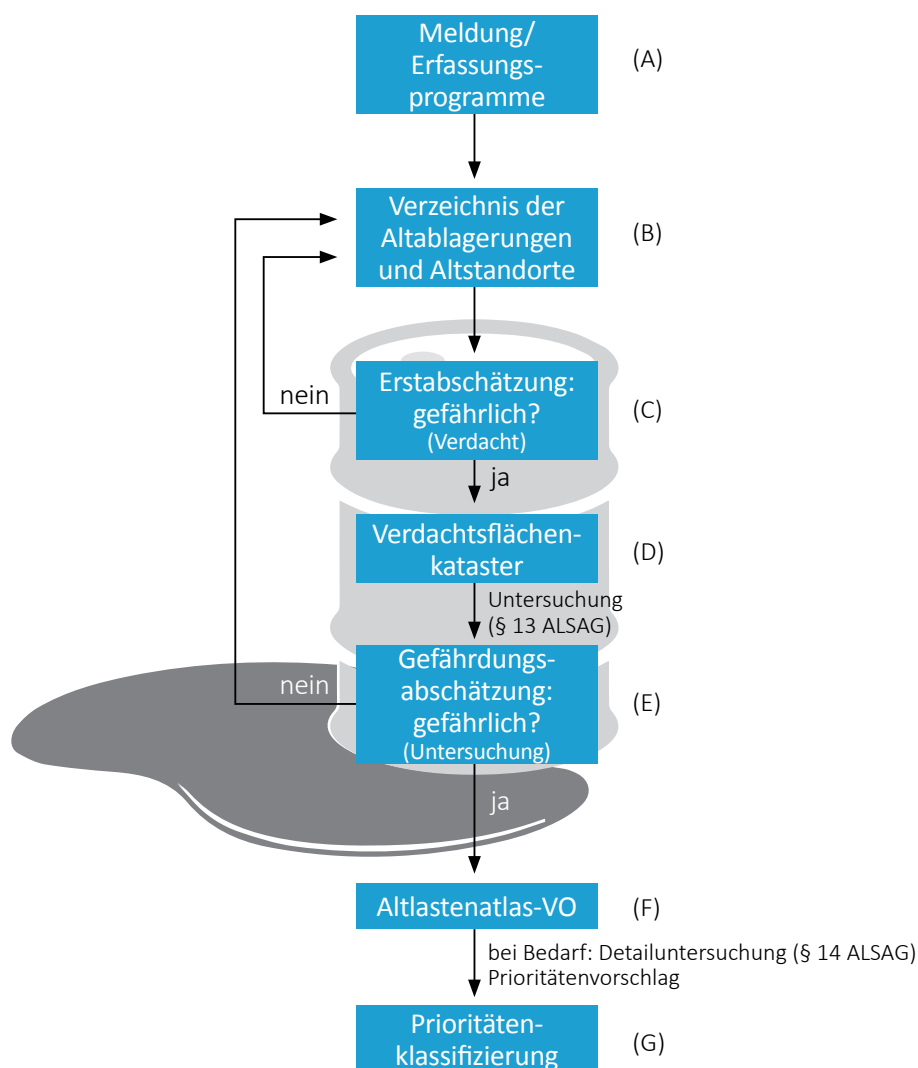 Meldung/
Erfassungs-
programme
(A)
Verzeichnis der
Altablagerungen
und Altstandorte
(B)
Erstabschätzung:
gefährlich?
(Verdacht)
(C)
nein
ja
Verdachtsflächen-
kataster
(D)
Untersuchung
(§ 13 ALSAG)
Gefährdungs-
abschätzung:
gefährlich?
(Untersuchung)
(E)
nein
ja
Altlastenatlas-VO
(F)
bei Bedarf: Detailuntersuchung (§ 14 ALSAG)
Prioritätenvorschlag
Prioritäten-
klassifizierung
(G)